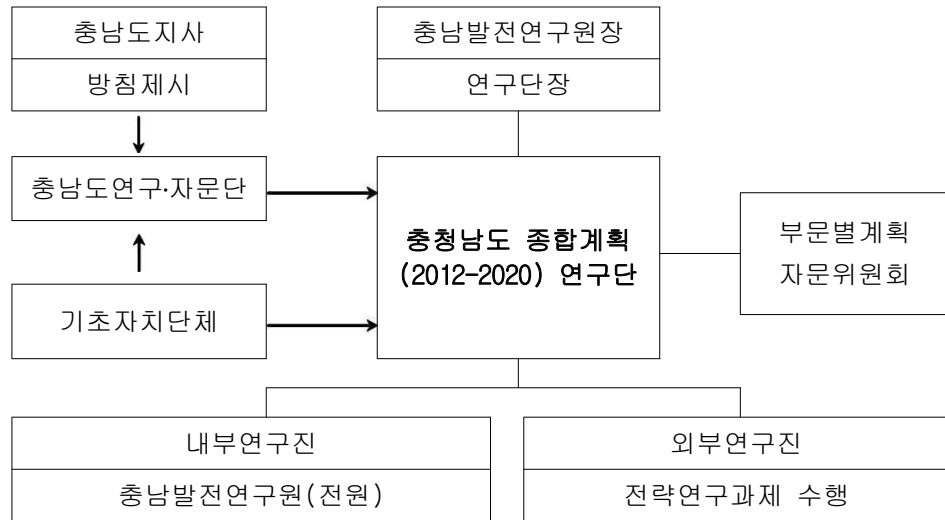 충남도지사
방침제시
충남발전연구원장
연구단장
충남도연구·자문단
충청남도 종합계획
(2012-2020) 연구단
부문별계획
자문위원회
기초자치단체
내부연구진
충남발전연구원(전원)
외부연구진
전략연구과제 수행